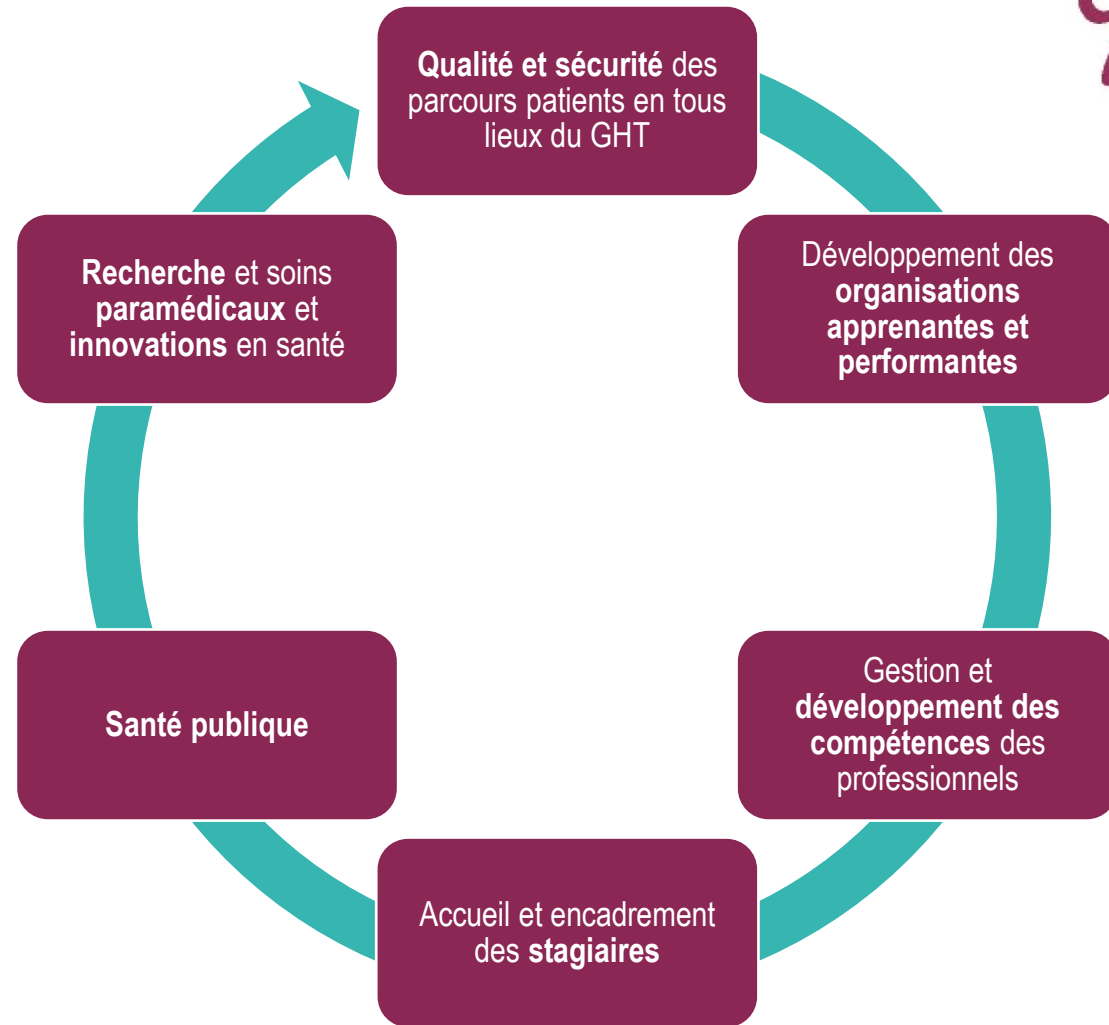 Qualité et sécurité des
parcours patients en tous
lieux du GHT
Développement des
organisations
apprenantes et
performantes
Gestion et
développement des
compétences des
professionnels
Accueil et encadrement
des stagiaires
Santé publique
Recherche et soins
paramédicaux et
innovations en santé